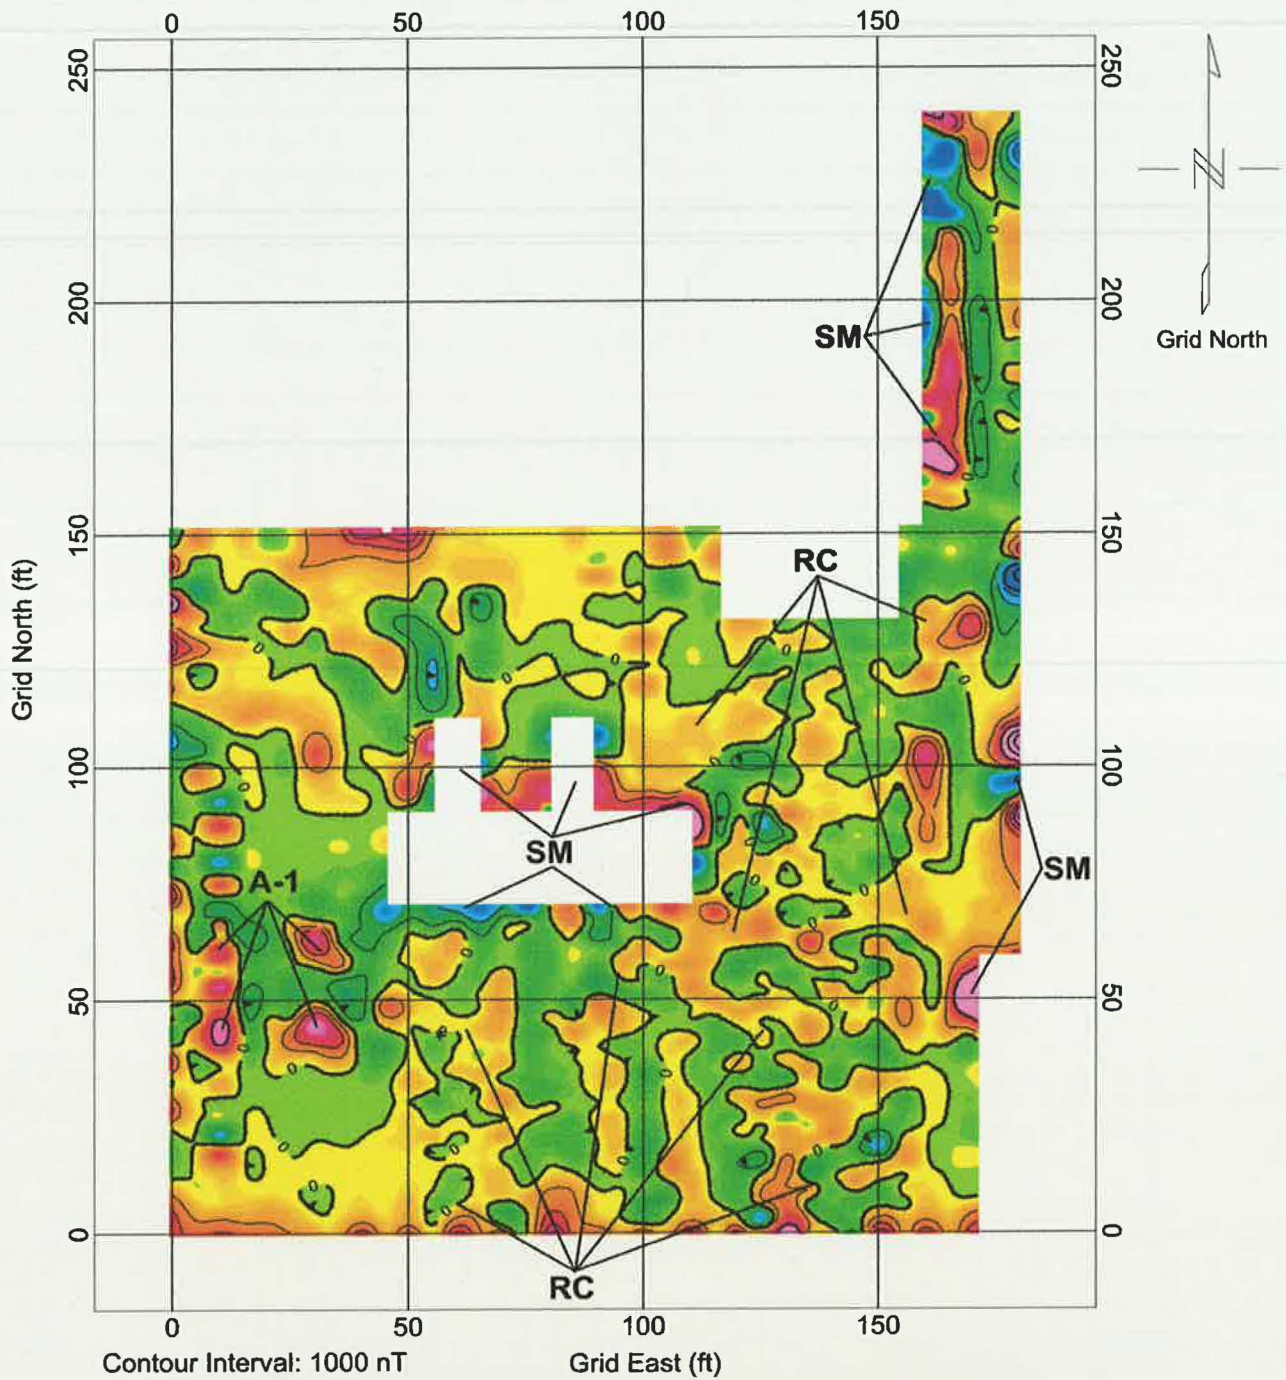 0 50 100 150
250 250
N
200 200
SM
Grid North
150 150
RC
Grid North (ft)
100 100
SM
A-1
SM
50 50
0 0
RC
0 50 100 150
Contour Interval: 1000 nT Grid East (ft)